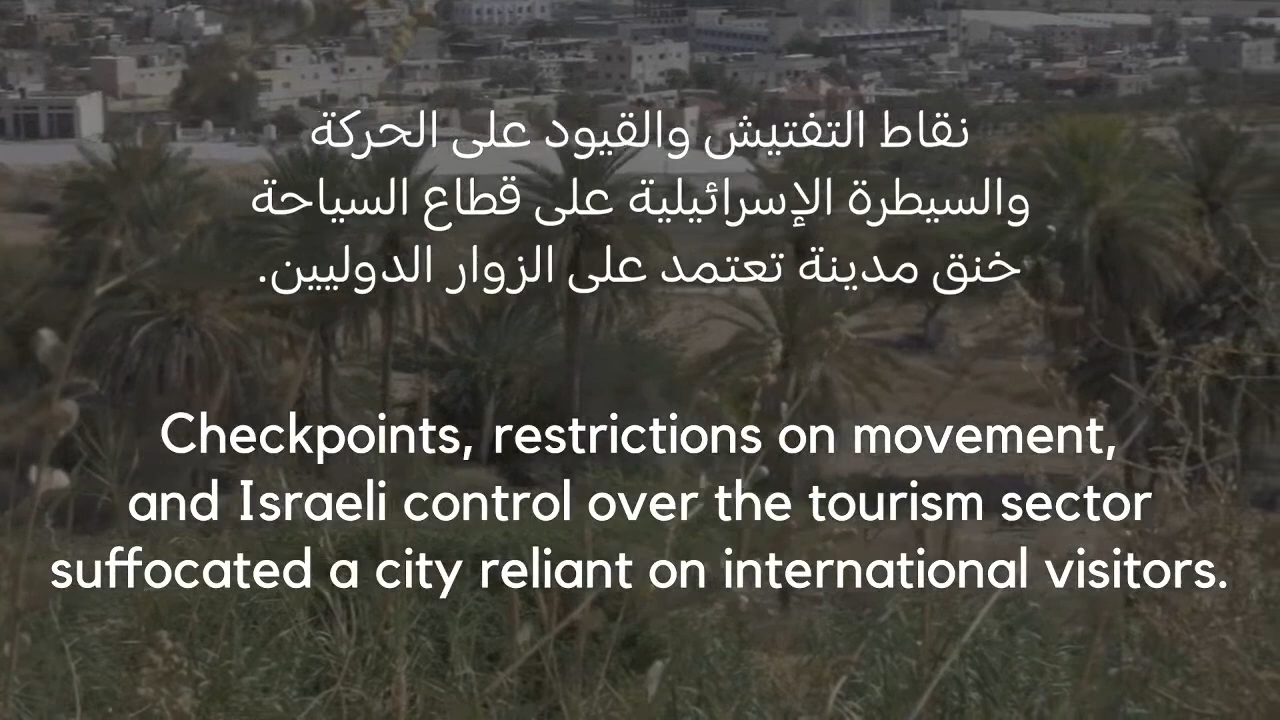 نقاط التفتيش والقيود على الحركة
والسيطرة الإسرائيلية على قطاع السياحة
خنق مدينة تعتمد على الزوار الدوليين.
Checkpoints, restrictions on movement,
and Israeli control over the tourism sector
suffocated a city reliant on international visitors.